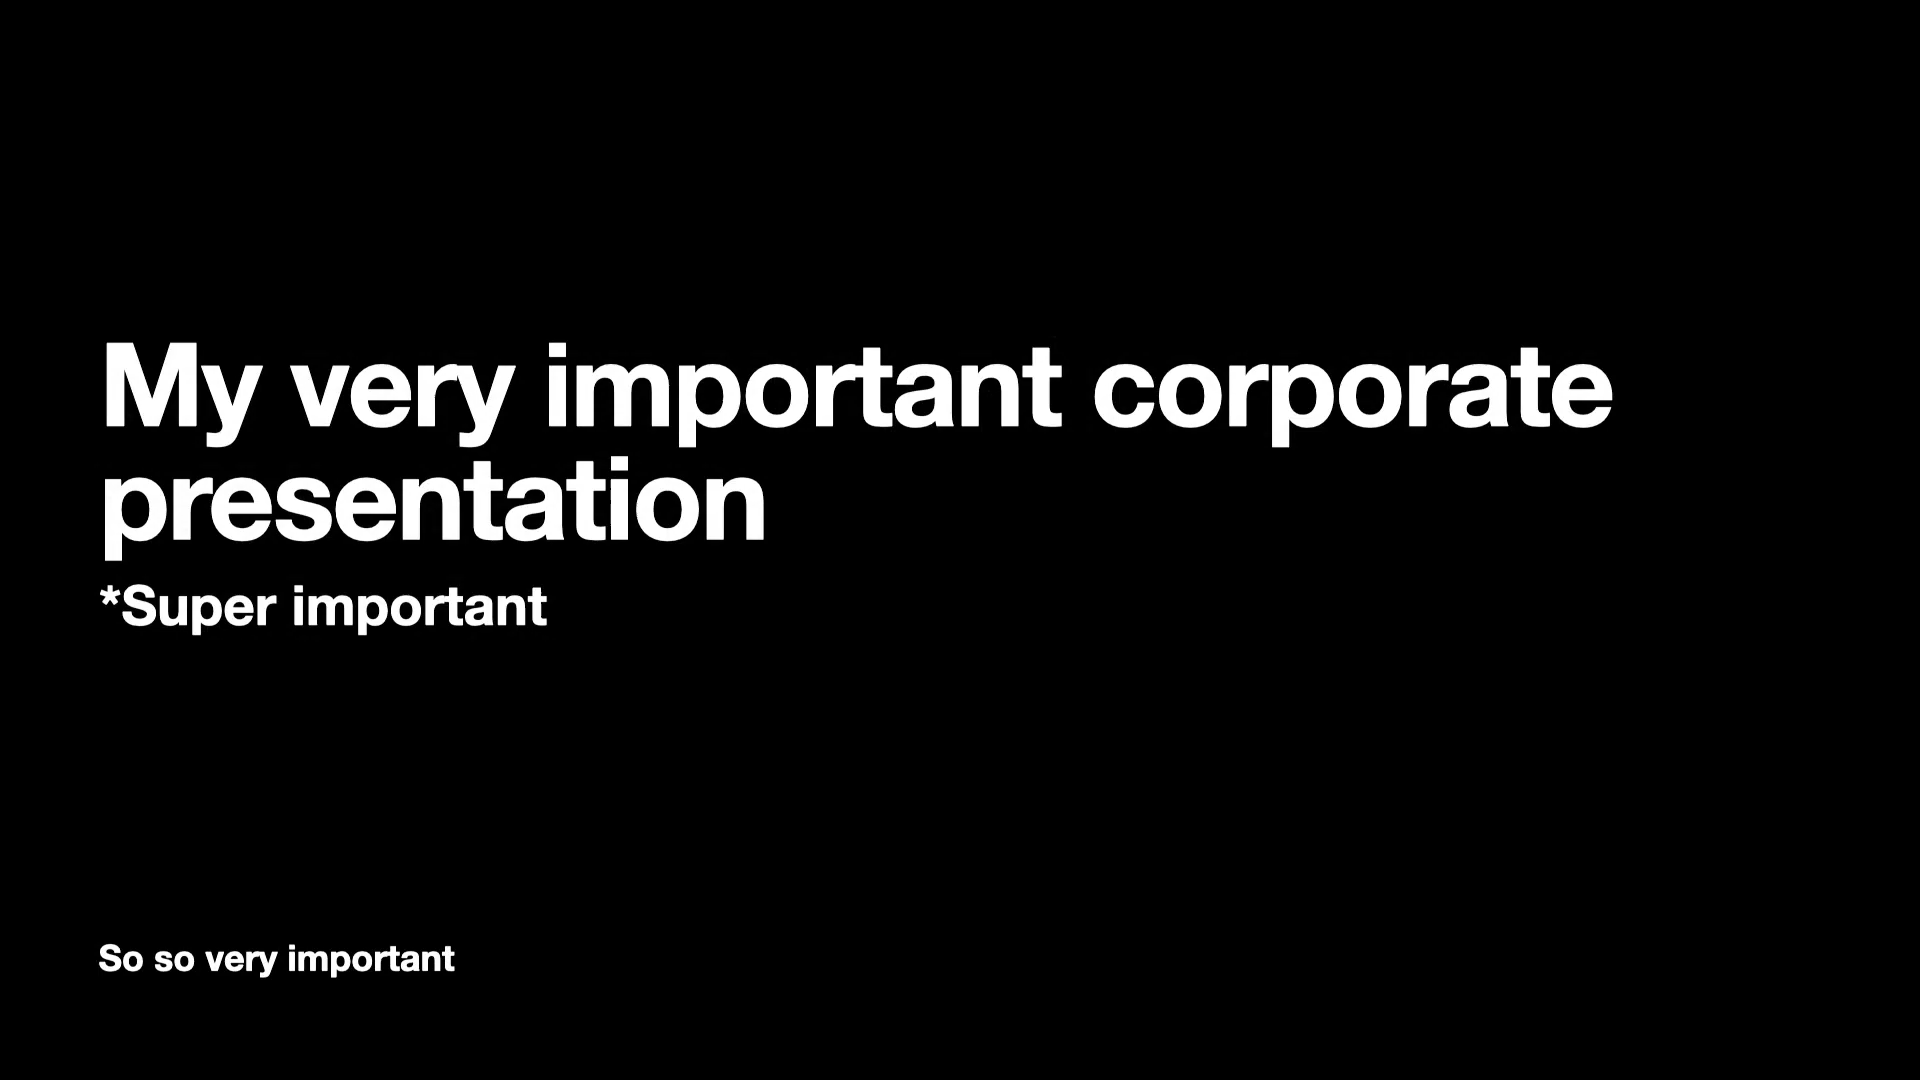 My very important corporate
presentation
*Super important
So so very important